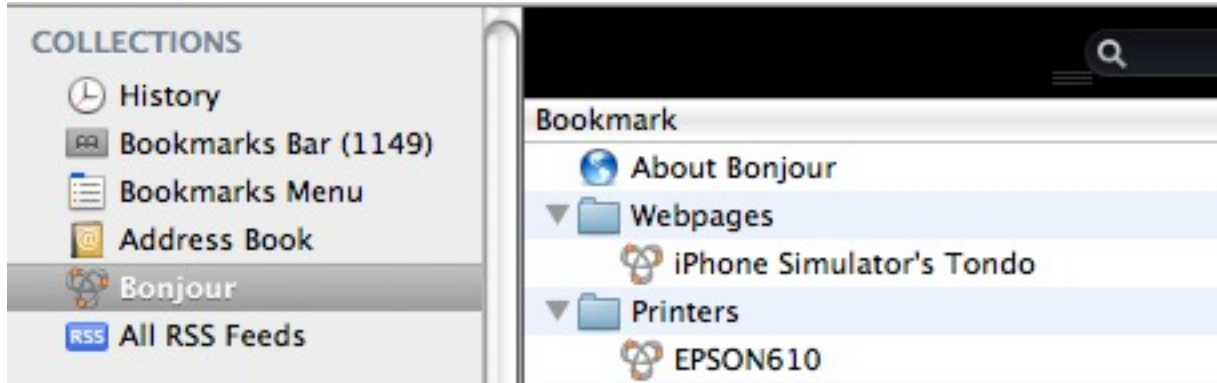 COLLECTIONS
History
Bookmarks Bar (1149)
Bookmarks Menu
Address Book
Bonjour
RSS All RSS Feeds
Bookmark
About Bonjour
Webpages
iPhone Simulator's Tondo
Printers
EPSON610